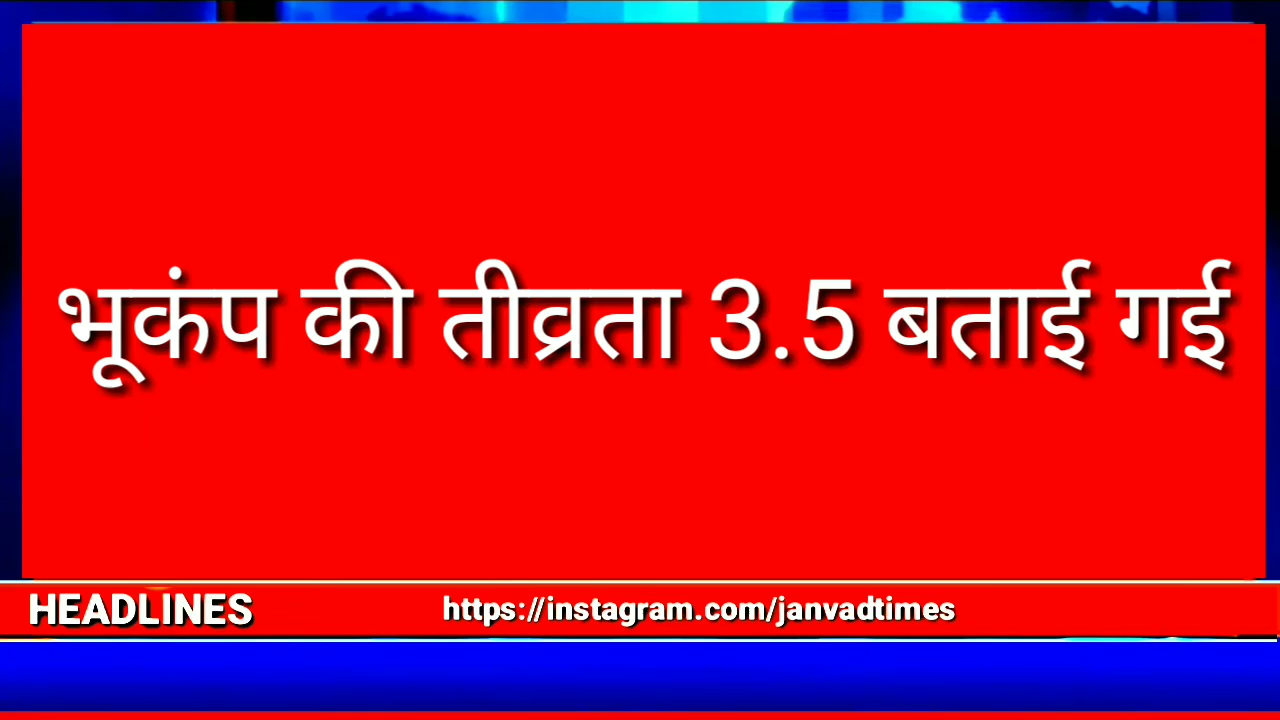 भूकंप की तीव्रता 3.5 बताई गई
HEADLINES
https://instagram.com/janvadtimes